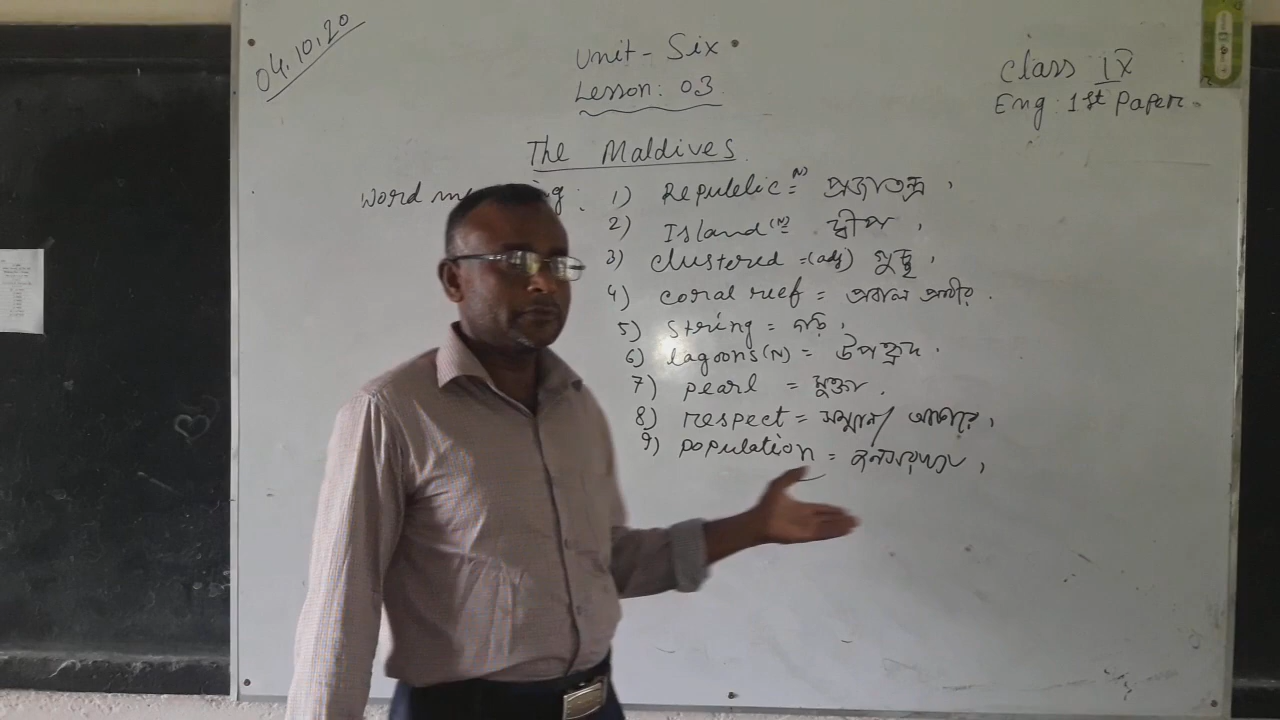 04.10.20
Unit - Six
Lesson: 03
Class IX
Eng: 1st Paper.
The Maldives
Word
1) Republic =(N) প্রজাতন্ত্র,
2) Island (N) = দ্বীপ,
3) clustered =(adj) গুচ্ছ,
4) coral reef = প্রবাল প্রাচীর.
5) string = দড়ি,
6) lagoons(N) = উপহ্রদ.
7) pearl = মুক্তা.
8) respect = সম্মান/
9) population = জনসংখ্যা,